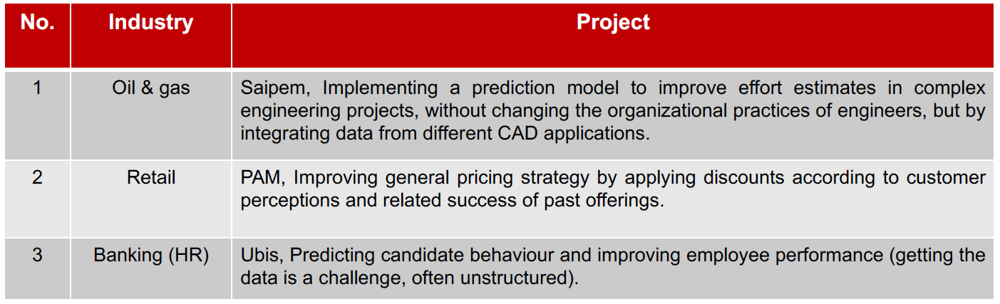 No. Industry Project
1 Oil & gas Saipem, Implementing a prediction model to improve effort estimates in complex
engineering projects, without changing the organizational practices of engineers, but by
integrating data from different CAD applications.
2 Retail PAM, Improving general pricing strategy by applying discounts according to customer
perceptions and related success of past offerings.
3 Banking (HR) Ubis, Predicting candidate behaviour and improving employee performance (getting the
data is a challenge, often unstructured).